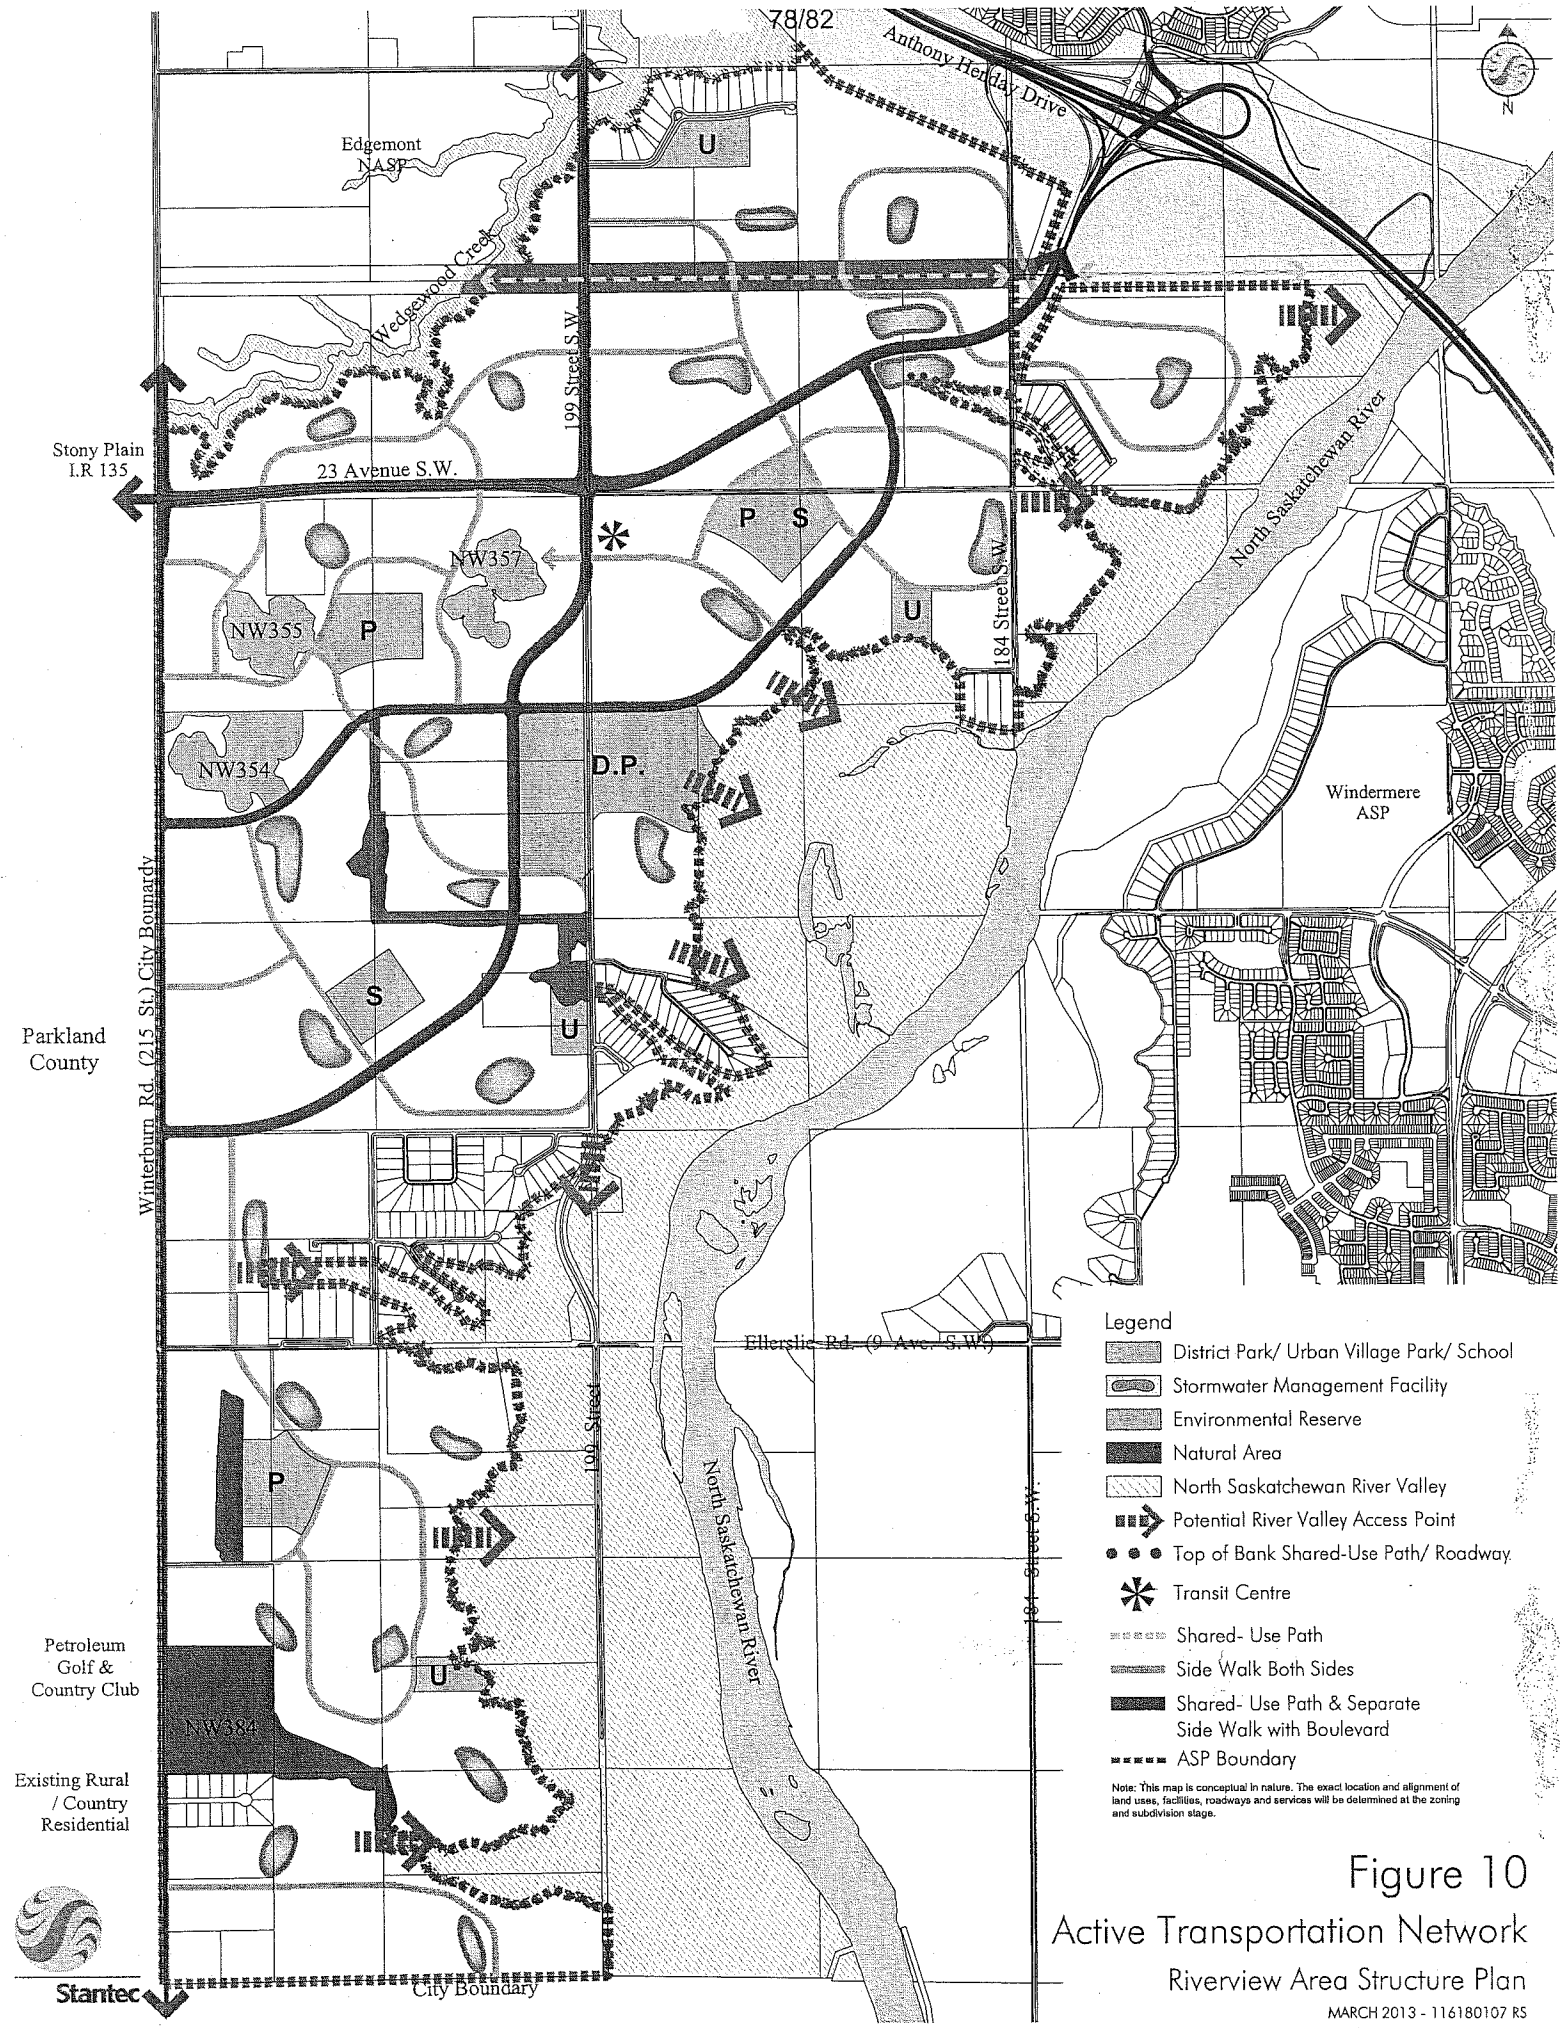 78/82
Anthony Henday Drive
N
Edgemont
NASP
U
Wedgewood Creek
199 Street S.W.
Stony Plain
I.R 135
23 Avenue S.W.
P S
NW357
184 Street S.W.
North Saskatchewan River
NW355
P
U
NW354
D.P.
Windermere
ASP
Winterburn Rd. (215 St.) City Bounardy
Parkland
County
S
U
Ellerslie Rd. (9 Ave. S.W.)
199 Street
P
North Saskatchewan River
184 Street S.W.
Petroleum
Golf &
Country Club
U
NW384
Existing Rural
/ Country
Residential
City Boundary
Stantec
Legend
District Park/ Urban Village Park/ School
Stormwater Management Facility
Environmental Reserve
Natural Area
North Saskatchewan River Valley
Potential River Valley Access Point
Top of Bank Shared-Use Path/ Roadway.
Transit Centre
Shared- Use Path
Side Walk Both Sides
Shared- Use Path & Separate
Side Walk with Boulevard
ASP Boundary
Note: This map is conceptual in nature. The exact location and alignment of
land uses, facilities, roadways and services will be determined at the zoning
and subdivision stage.
Figure 10
Active Transportation Network
Riverview Area Structure Plan
MARCH 2013 - 116180107 RS